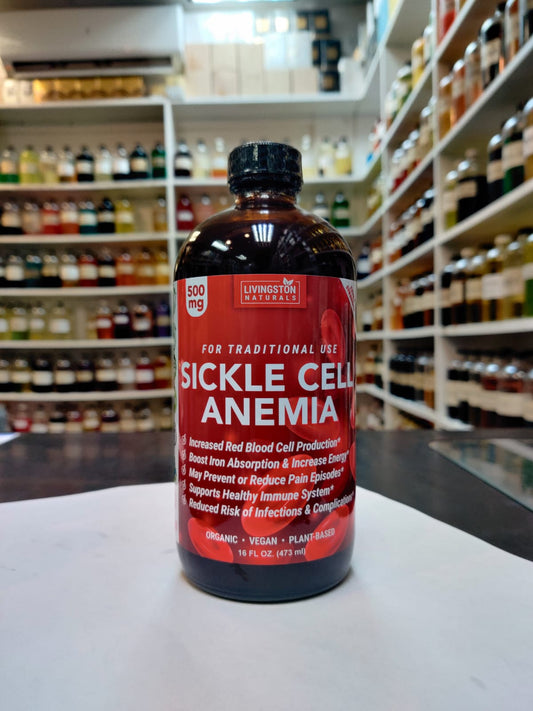 500
mg
LIVINGSTON
NATURALS
FOR TRADITIONAL USE
SICKLE CELL
ANEMIA
Increased Red Blood Cell Production*
Boost Iron Absorption & Increase Energy*
May Prevent or Reduce Pain Episodes*
Supports Healthy Immune System*
Reduced Risk of Infections & Complications*
ORGANIC • VEGAN • PLANT-BASED
16 FL OZ. (473 ml)